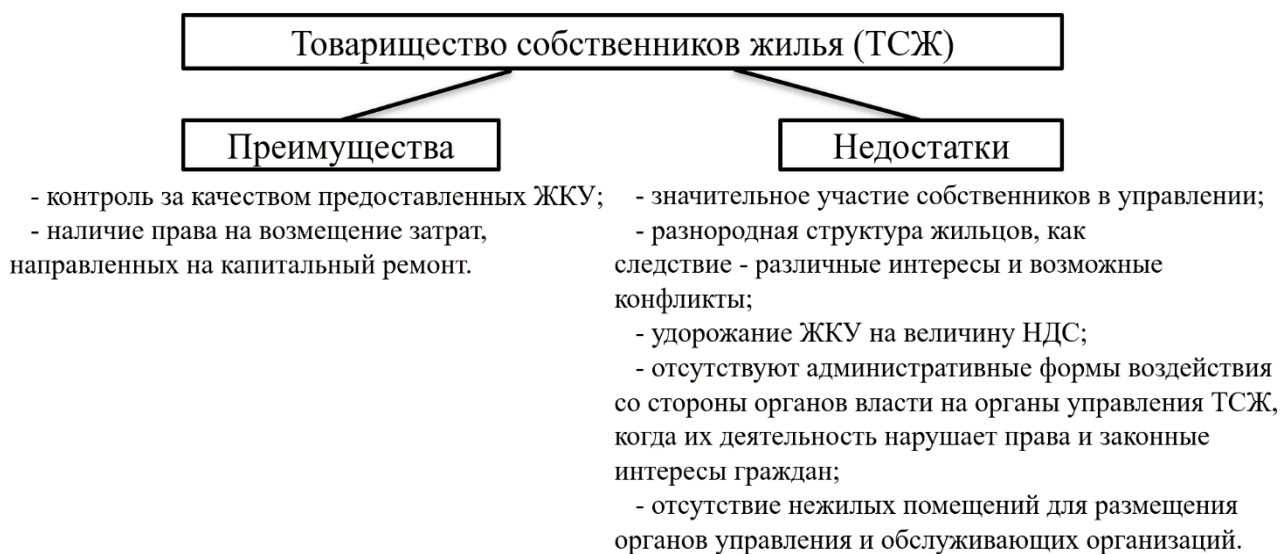 Товарищество собственников жилья (ТСЖ)
Преимущества
- контроль за качеством предоставленных ЖКУ;
- наличие права на возмещение затрат,
направленных на капитальный ремонт.
Недостатки
- значительное участие собственников в управлении;
- разнородная структура жильцов, как
следствие - различные интересы и возможные
конфликты;
- удорожание ЖКУ на величину НДС;
- отсутствуют административные формы воздействия
со стороны органов власти на органы управления ТСЖ,
когда их деятельность нарушает права и законные
интересы граждан;
- отсутствие нежилых помещений для размещения
органов управления и обслуживающих организаций.